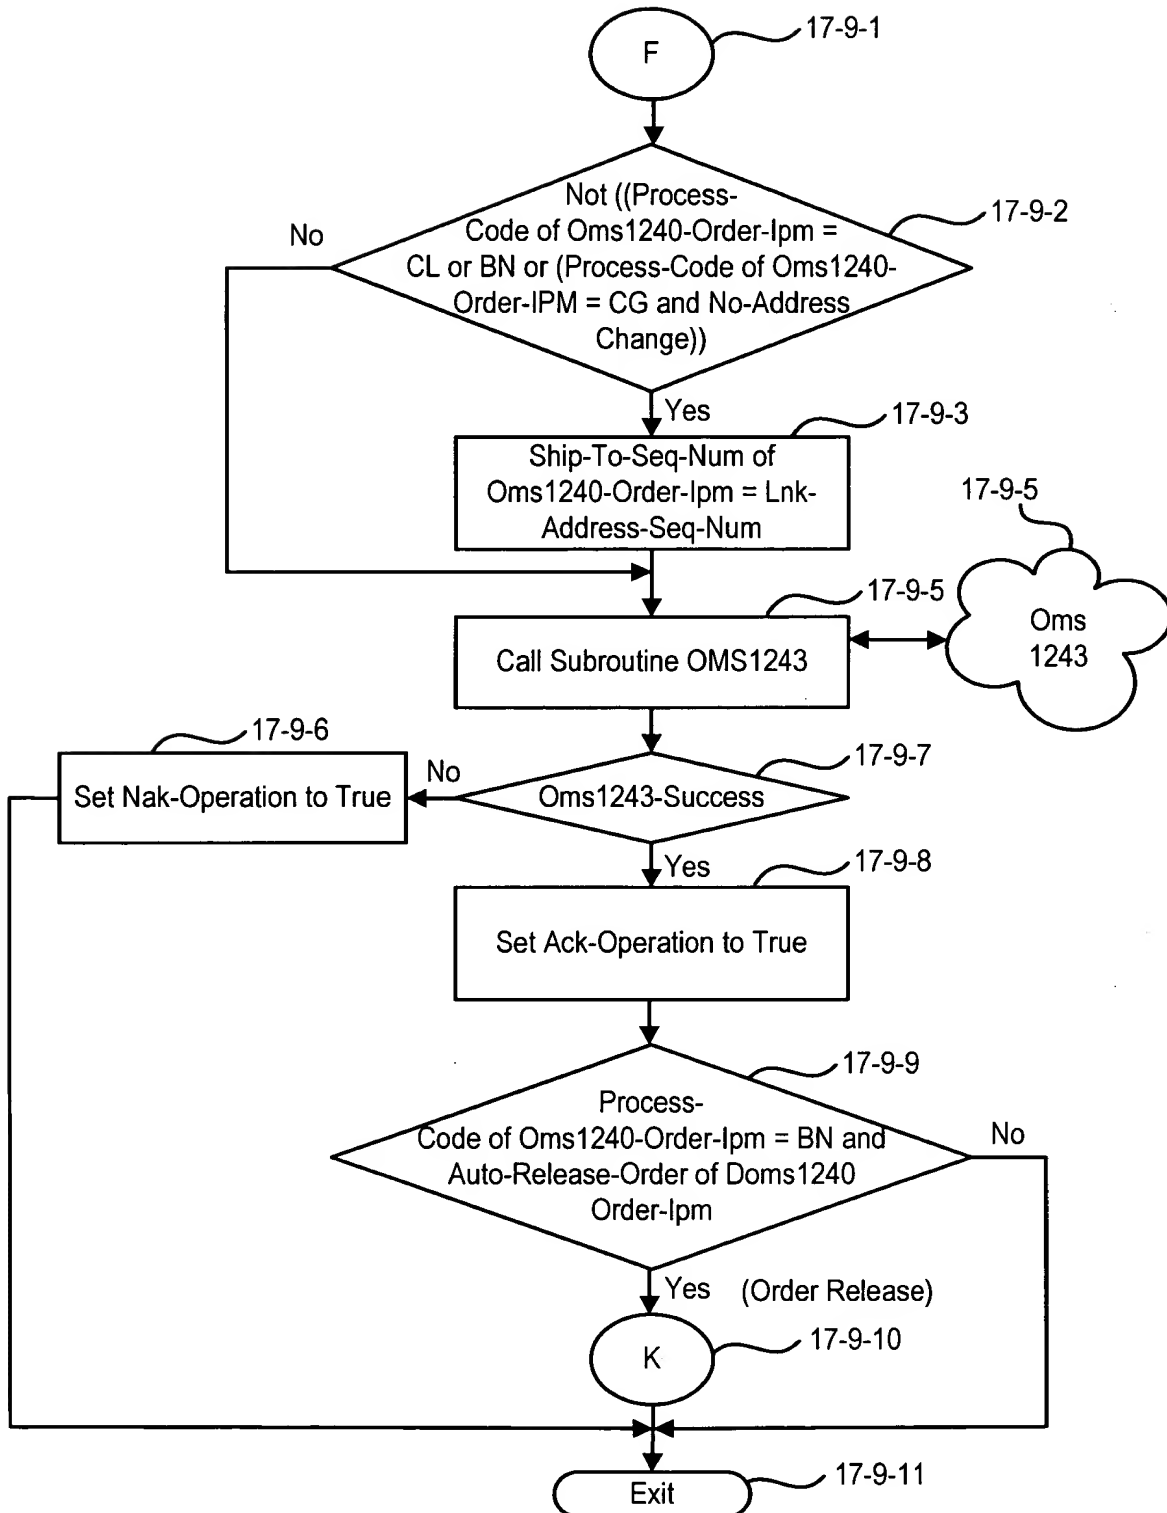 17-9-1
F
17-9-2
No
Not ((Process-
Code of Oms1240-Order-Ipm =
CL or BN or (Process-Code of Oms1240-
Order-IPM = CG and No-Address
Change))
Yes
17-9-3
Ship-To-Seq-Num of
Oms1240-Order-Ipm = Lnk-
Address-Seq-Num
17-9-5
17-9-5
Oms
1243
Call Subroutine OMS1243
17-9-6
17-9-7
No
Set Nak-Operation to True
Oms1243-Success
Yes
17-9-8
Set Ack-Operation to True
17-9-9
Process-
Code of Oms1240-Order-Ipm = BN and
Auto-Release-Order of Doms1240
Order-Ipm
No
Yes
(Order Release)
K
17-9-10
17-9-11
Exit